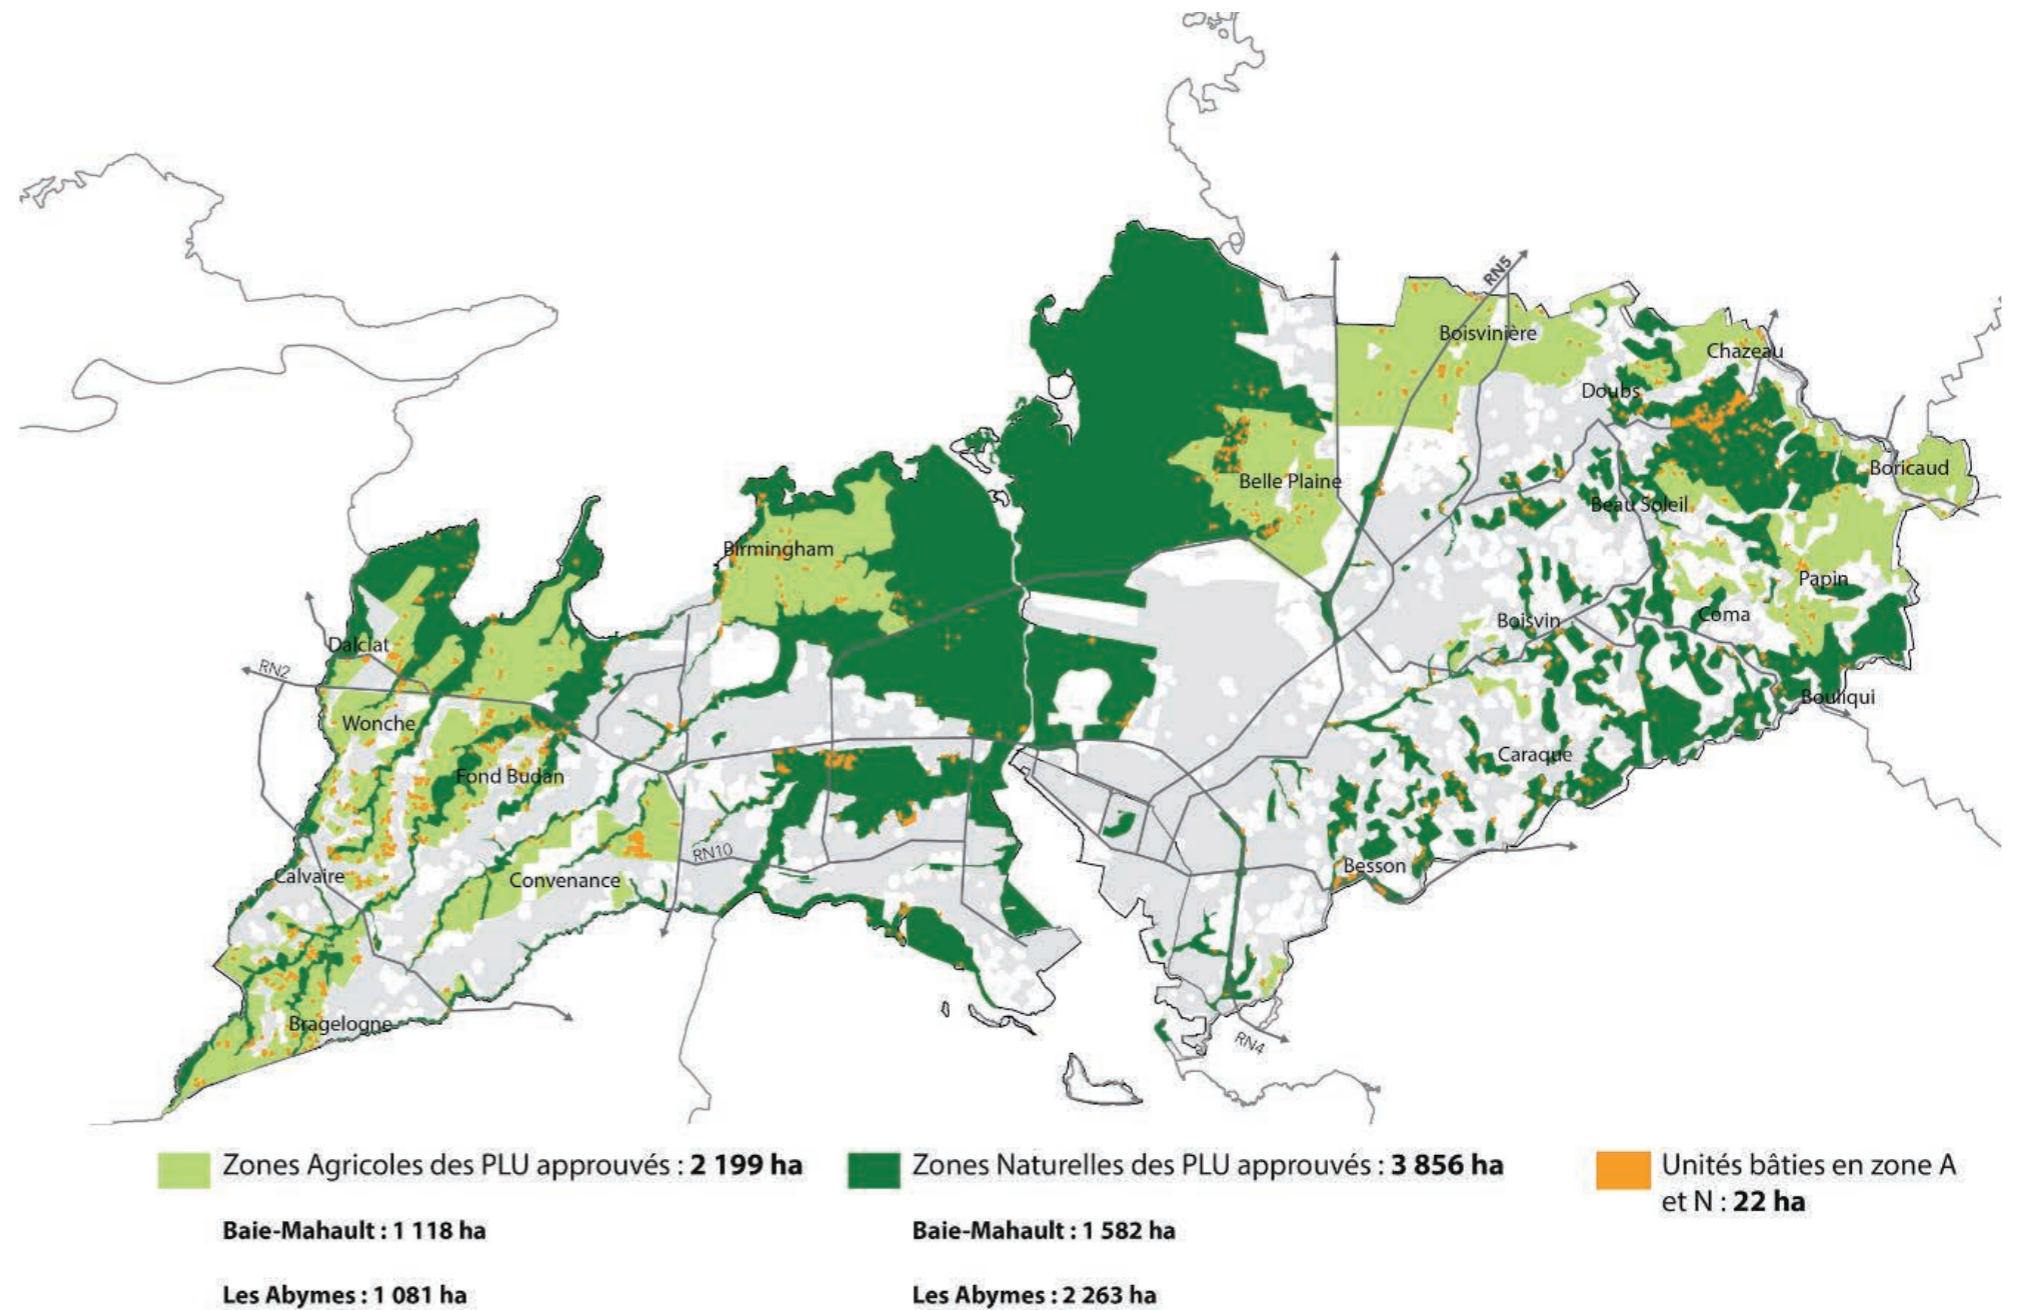 RN5
Boisvinière
Chazeau
Doubs
Boricaud
Belle Plaine
Beau Soleil
Birmingham
Papin
Coma
Boisvin
Dalciat
RN2
Bouliqui
Wonche
Caraque
Fond Budan
RN10
Besson
Calvaire
Convenance
Bragelogne
RN4
Zones Agricoles des PLU approuvés : 2 199 ha
Baie-Mahault : 1 118 ha
Les Abymes : 1 081 ha
Zones Naturelles des PLU approuvés : 3 856 ha
Baie-Mahault : 1 582 ha
Les Abymes : 2 263 ha
Unités bâties en zone A
et N : 22 ha